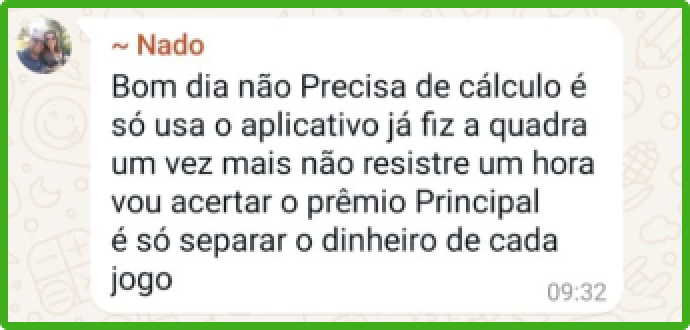 ~ Nado
Bom dia não Precisa de cálculo é
só usa o aplicativo já fiz a quadra
um vez mais não resistre um hora
vou acertar o prêmio Principal
é só separar o dinheiro de cada
jogo
09:32